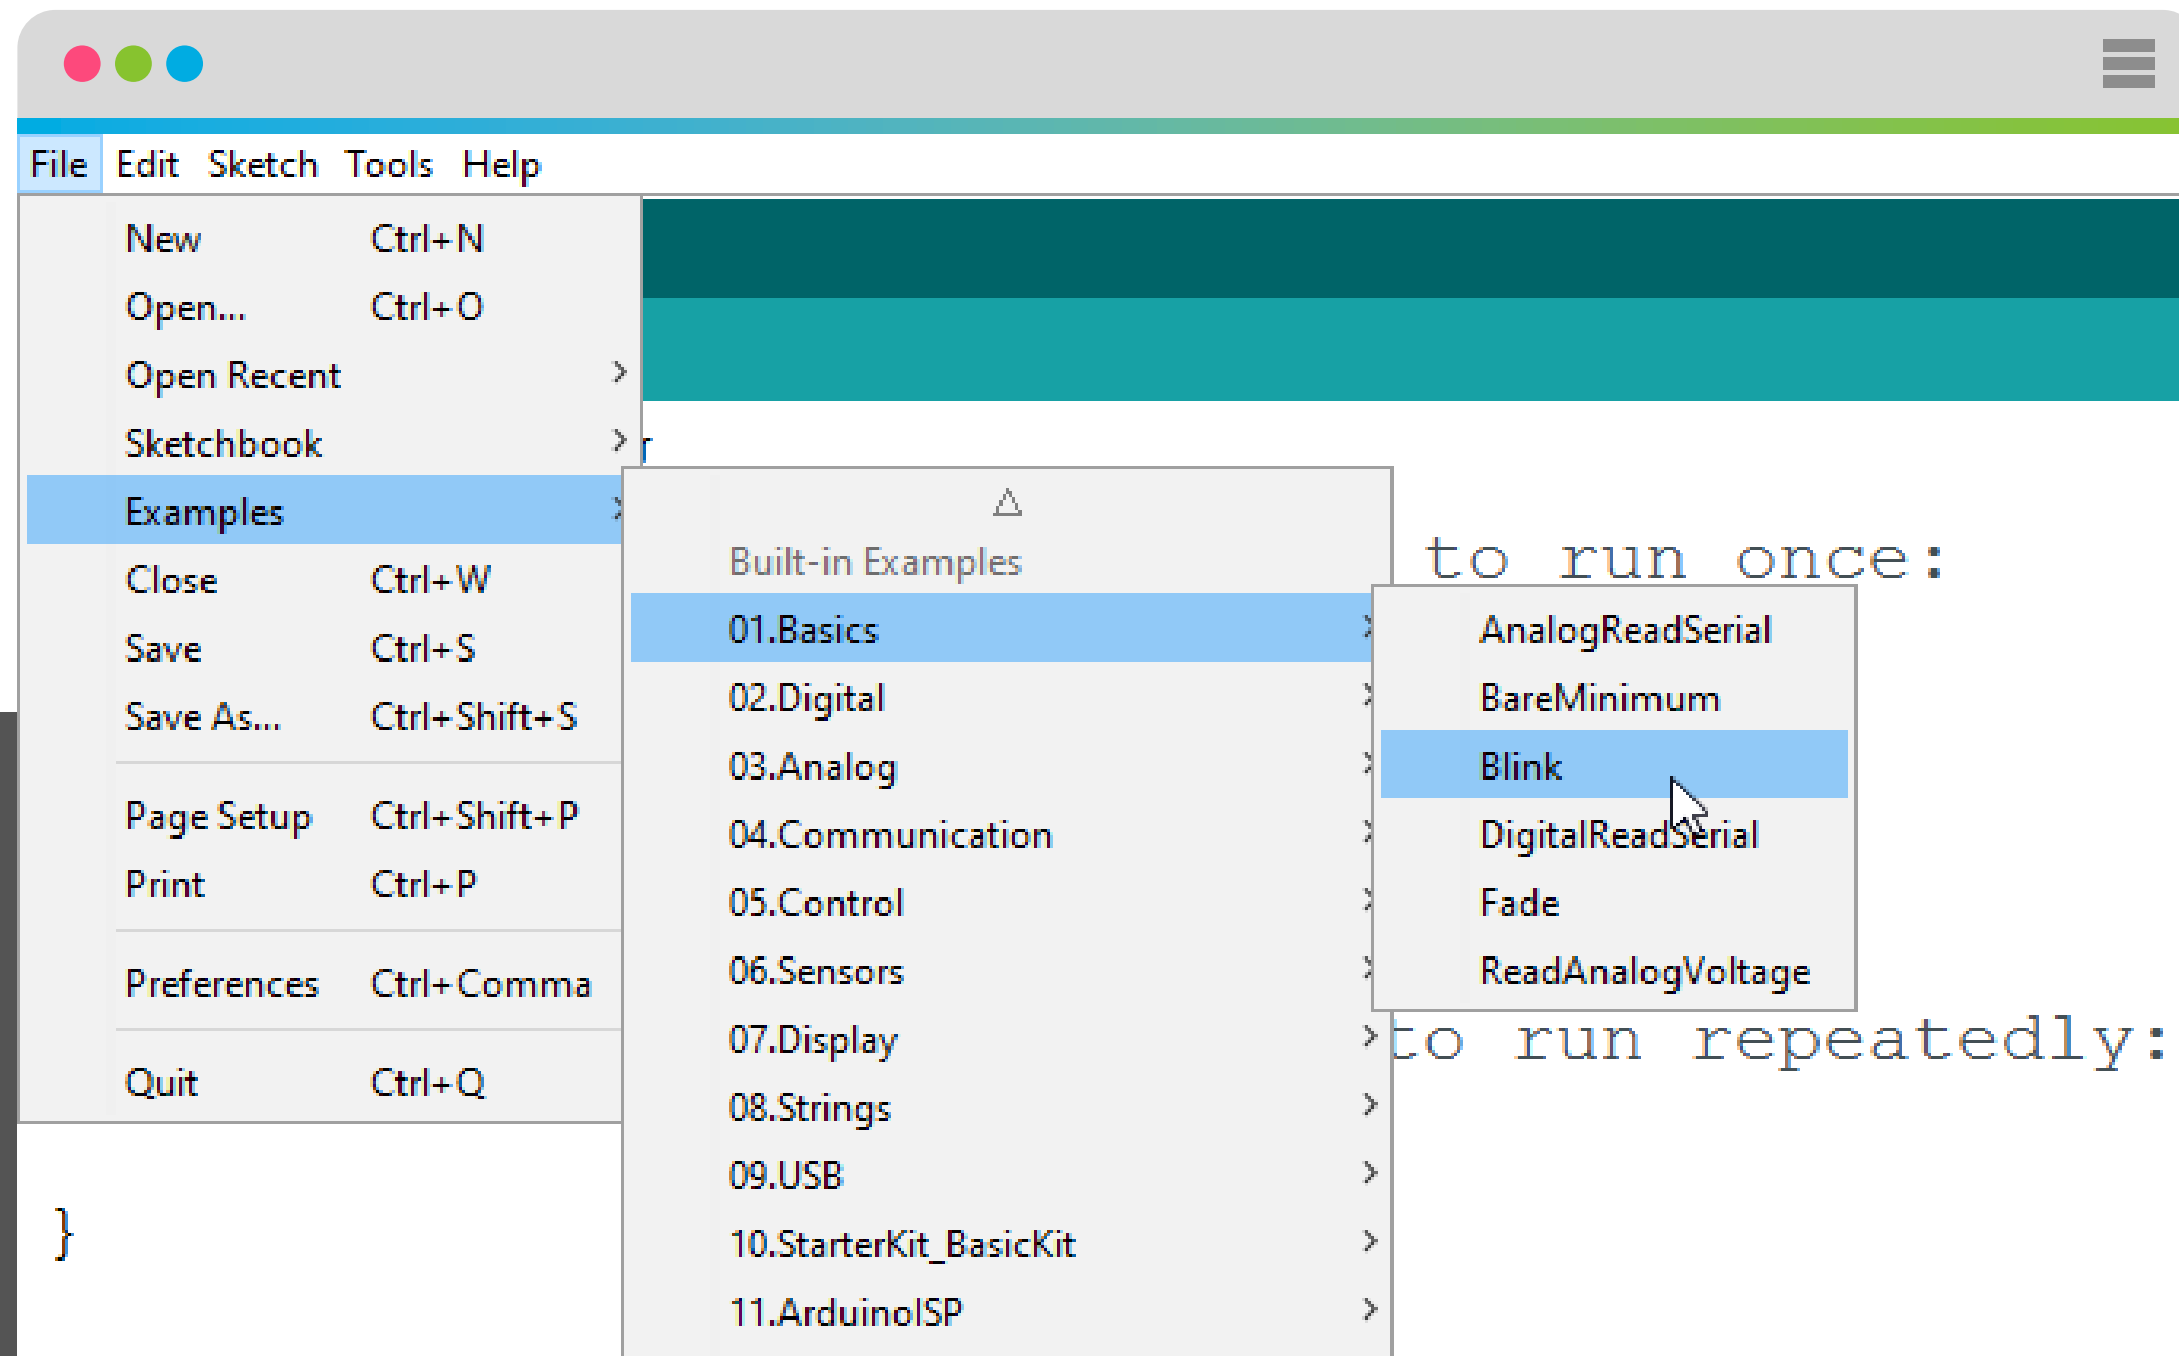 File Edit Sketch Tools Help
New Ctrl+N
Open... Ctrl+O
Open Recent
Sketchbook
Examples
Close Ctrl+W
Save Ctrl+S
Save As... Ctrl+Shift+S
Page Setup Ctrl+Shift+P
Print Ctrl+P
Preferences Ctrl+Comma
Quit Ctrl+Q
Built-in Examples
01.Basics
02.Digital
03.Analog
04.Communication
05.Control
06.Sensors
07.Display
08.Strings
09.USB
10.StarterKit_BasicKit
11.ArduinoISP
AnalogReadSerial
BareMinimum
Blink
DigitalReadSerial
Fade
ReadAnalogVoltage
to run once:
to run repeatedly:
}